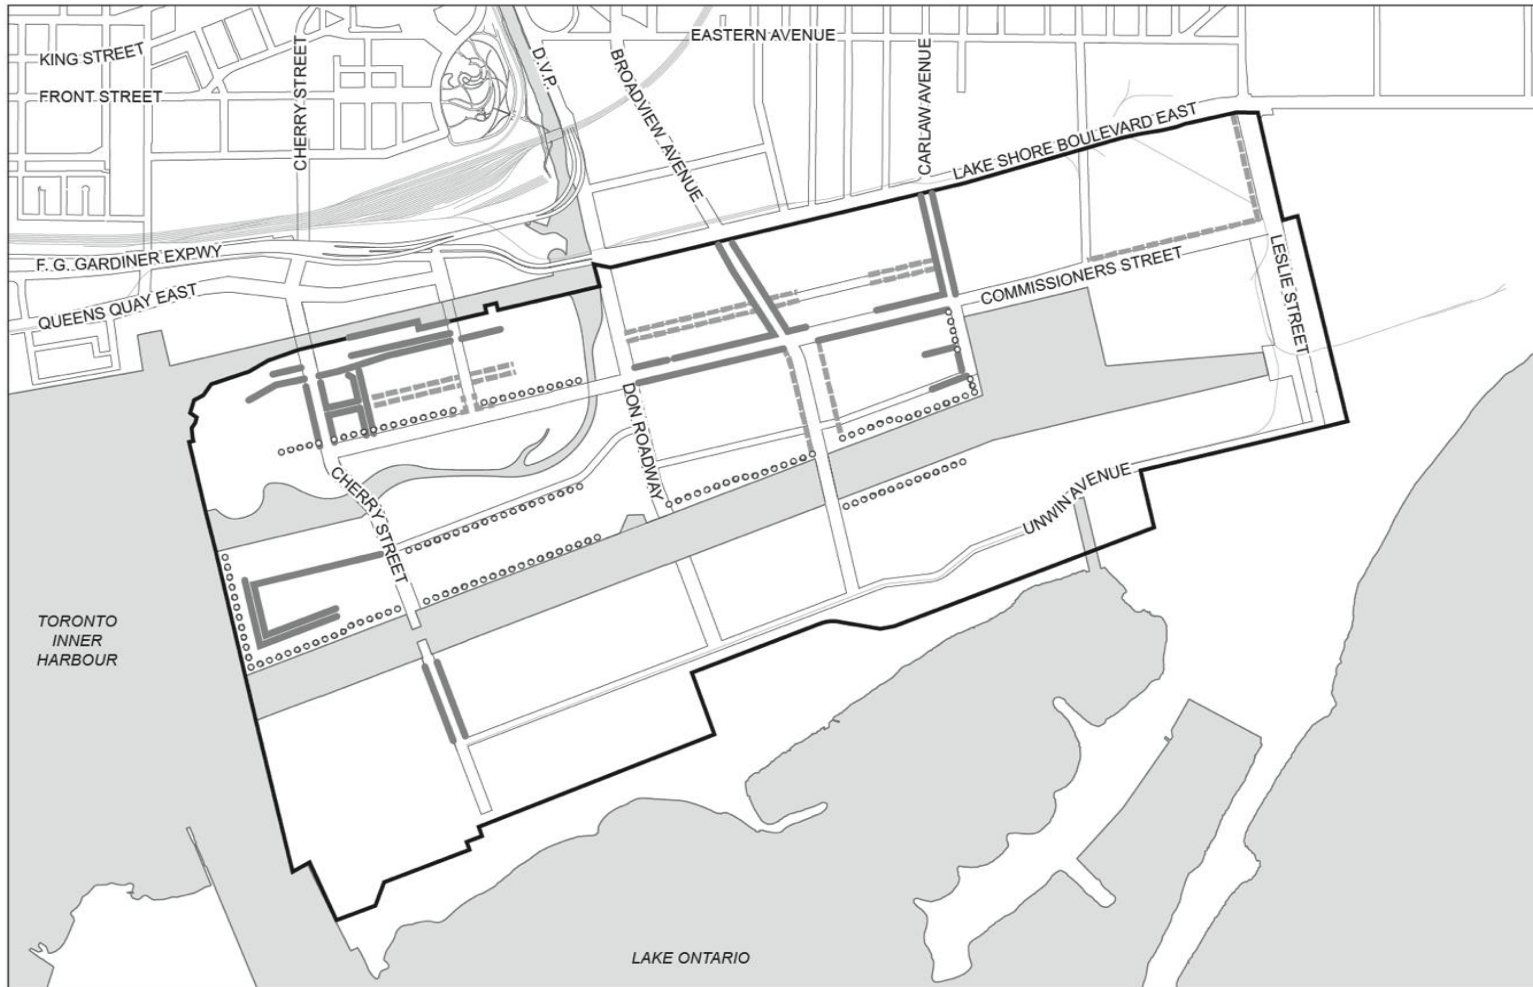 EASTERN AVENUE
KING STREET
FRONT STREET
CHERRY STREET
D.V.P.
BROADVIEW AVENUE
CARLAW AVENUE
LAKE SHORE BOULEVARD EAST
F. G. GARDINER EXPWY
QUEENS QUAY EAST
COMMISSIONERS STREET
LESLIE STREET
DON ROADWAY
CHERRY STREET
UNWIN AVENUE
TORONTO
INNER
HARBOUR
LAKE ONTARIO